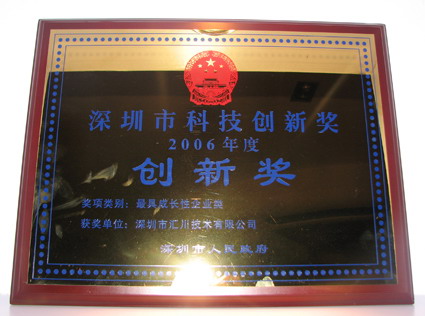 深圳市科技创新奖
2006年度
创新奖
奖项类别：最具成长性企业奖
获奖单位：深圳市汇川技术有限公司
深圳市人民政府